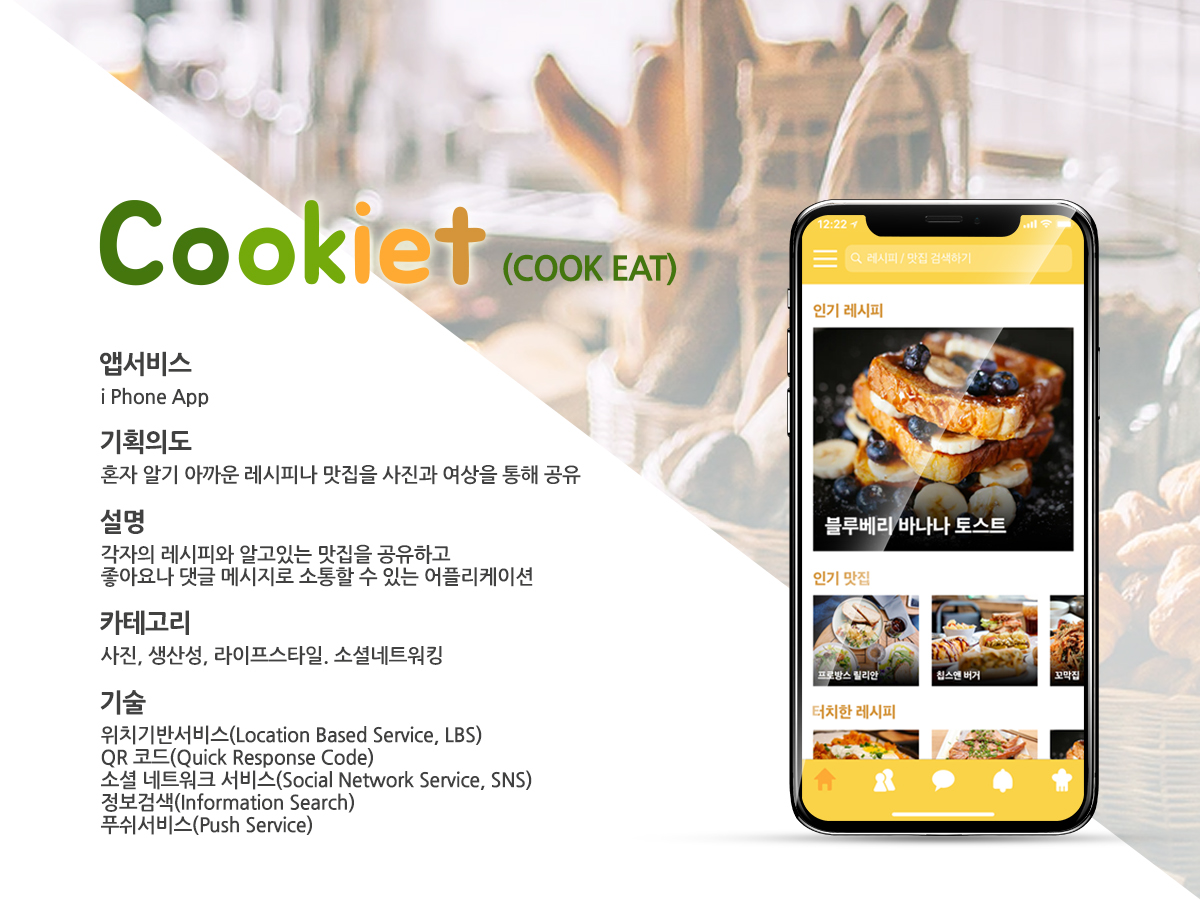 Cookiet (COOK EAT)
앱서비스
i Phone App
기획의도
혼자 알기 아까운 레시피나 맛집을 사진과 여상을 통해 공유
설명
각자의 레시피와 알고있는 맛집을 공유하고
좋아요나 댓글 메시지로 소통할 수 있는 어플리케이션
카테고리
사진, 생산성, 라이프스타일. 소셜네트워킹
기술
위치기반서비스(Location Based Service, LBS)
QR 코드(Quick Response Code)
소셜 네트워크 서비스(Social Network Service, SNS)
정보검색(Information Search)
푸쉬서비스(Push Service)
12:22
레시피 / 맛집 검색하기
인기 레시피
블루베리 바나나 토스트
인기 맛집
프로방스 릴리안
칩스앤 버거
꼬막집
터치한 레시피